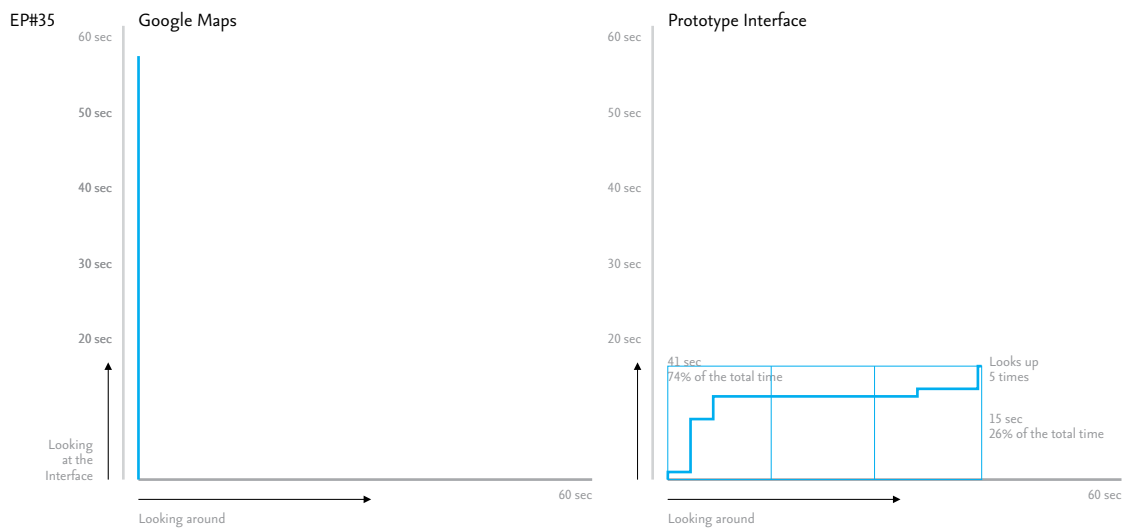 EP#35
Google Maps
60 sec
50 sec
40 sec
30 sec
20 sec
Looking
at the
Interface
60 sec
Looking around
Prototype Interface
60 sec
50 sec
40 sec
30 sec
20 sec
41 sec
74% of the total time
Looks up
5 times
15 sec
26% of the total time
60 sec
Looking around